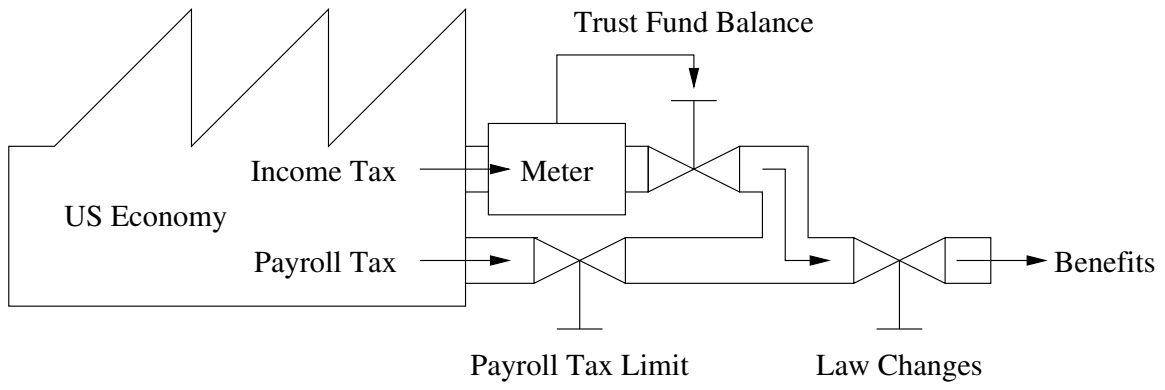 Trust Fund Balance
Income Tax
Meter
US Economy
Payroll Tax
Benefits
Payroll Tax Limit
Law Changes